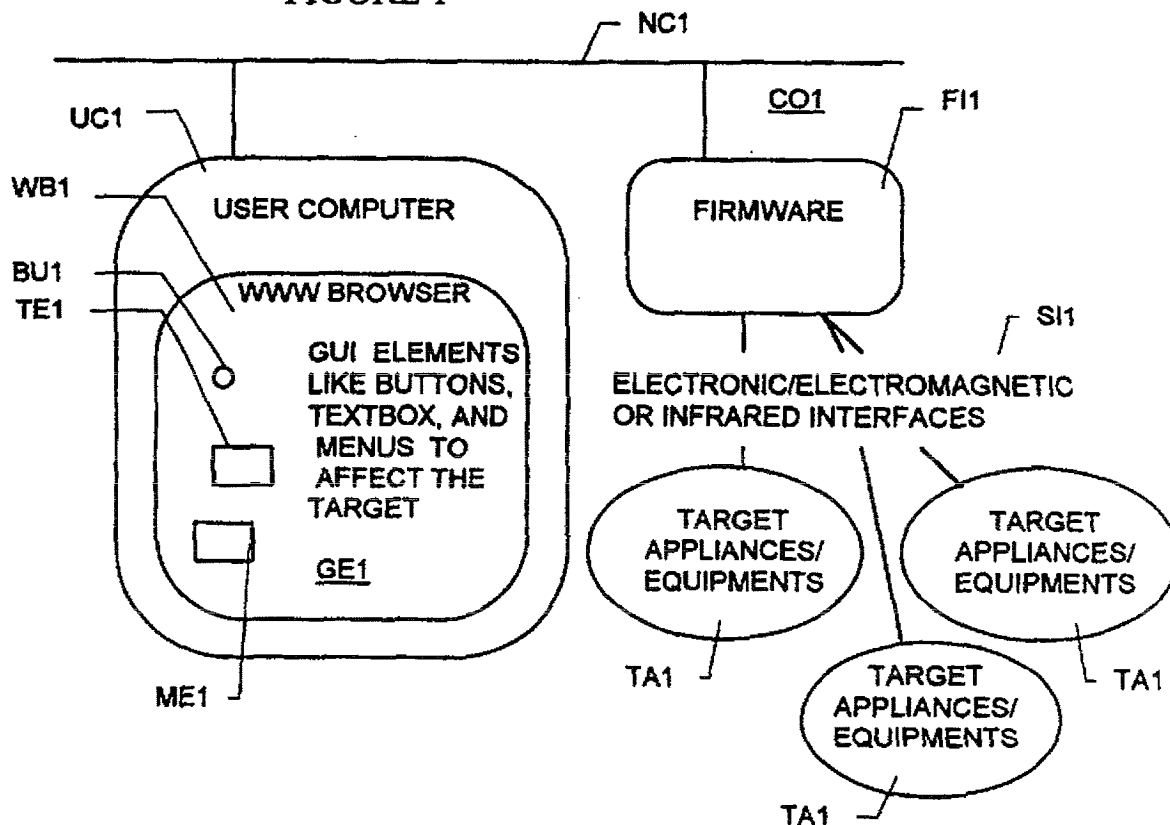 FIGURE 1
NC1
UC1
CO1
FI1
WB1
USER COMPUTER
FIRMWARE
BU1
WWW BROWSER
TE1
SI1
GUI ELEMENTS
LIKE BUTTONS,
TEXTBOX, AND
MENUS TO
AFFECT THE
TARGET
GE1
ME1
ELECTRONIC/ELECTROMAGNETIC
OR INFRARED INTERFACES
TARGET
APPLIANCES/
EQUIPMENTS
TA1
TARGET
APPLIANCES/
EQUIPMENTS
TA1
TARGET
APPLIANCES/
EQUIPMENTS
TA1